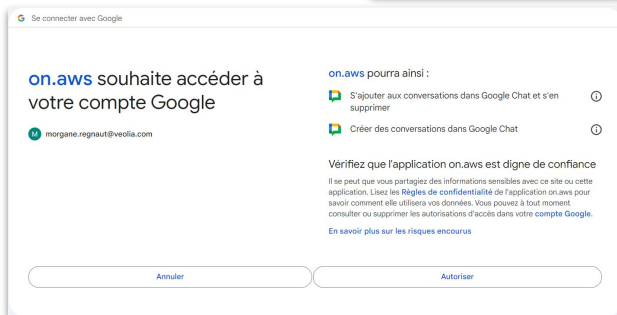 Se connecter avec Google
on.aws souhaite accéder à
votre compte Google
M morgane.regnaut@veolia.com
on.aws pourra ainsi :
S'ajouter aux conversations dans Google Chat et s'en
supprimer
Créer des conversations dans Google Chat
Vérifiez que l'application on.aws est digne de confiance
Il se peut que vous partagiez des informations sensibles avec ce site ou cette
application. Lisez les Règles de confidentialité de l'application on.aws pour
savoir comment elle utilisera vos données. Vous pouvez à tout moment
consulter ou supprimer les autorisations d'accès dans votre compte Google.
En savoir plus sur les risques encourus
Annuler
Autoriser